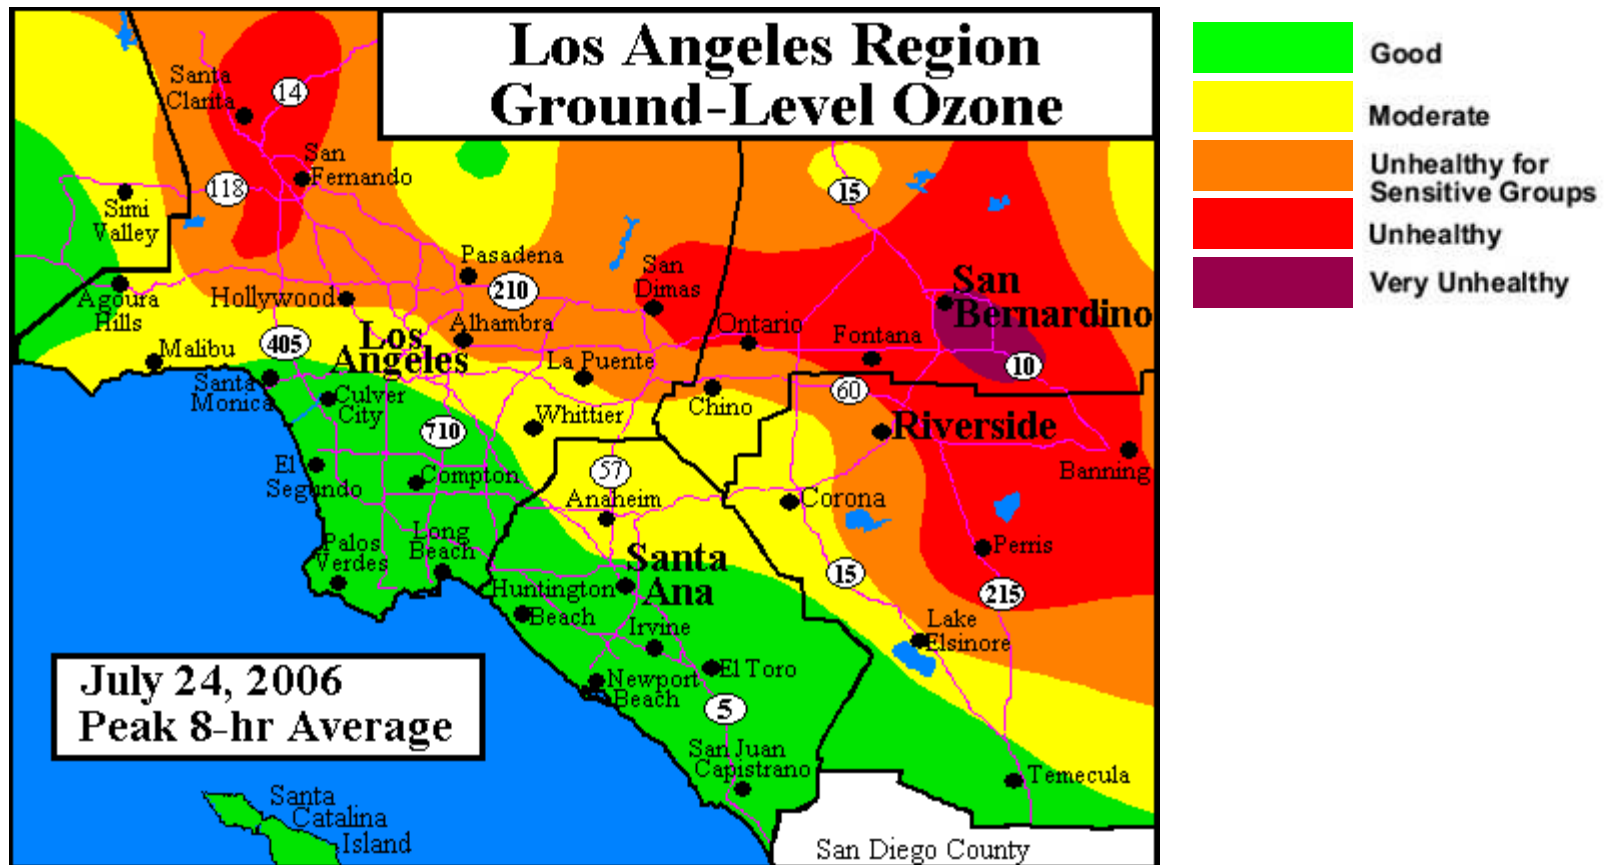 Los Angeles Region
Ground-Level Ozone
Good
Moderate
Unhealthy for
Sensitive Groups
Unhealthy
Very Unhealthy
Santa
Clarita
14
San
Fernando
118
15
Simi
Valley
Pasadena
210
San
Dimas
San
Bernardino
Agoura
Hills
Hollywood
Alhambra
Ontario
Fontana
405
Los
Angeles
Malibu
La Puente
10
Santa
Monica
Culver
City
Chino
60
Whittier
710
Riverside
El
Segundo
Compton
57
Anaheim
Banning
Corona
Palos
Verdes
Long
Beach
Santa
Ana
Perris
15
215
Huntington
Beach
Irvine
Lake
Elsinore
El Toro
Newport
Beach
5
July 24, 2006
Peak 8-hr Average
San Juan
Capistrano
Temecula
Santa
Catalina
Island
San Diego County